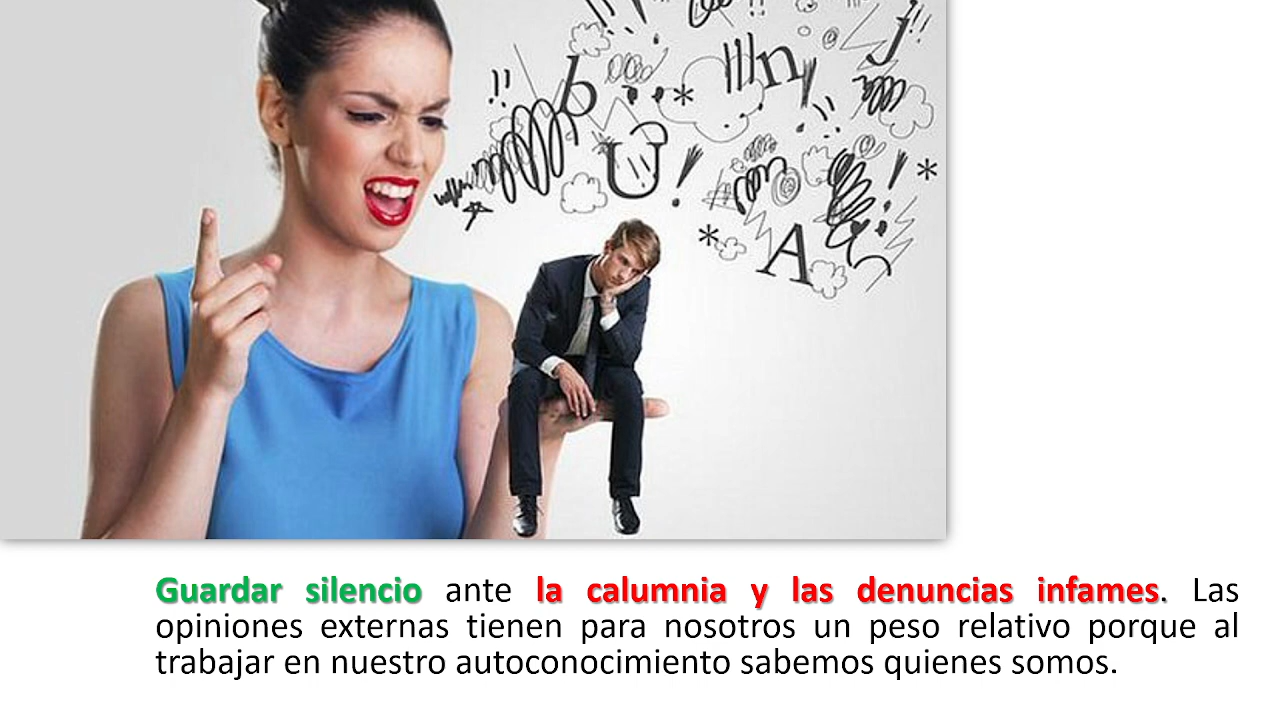 b
U
!
n
j
!
A
Guardar silencio ante la calumnia y las denuncias infames. Las
opiniones externas tienen para nosotros un peso relativo porque al
trabajar en nuestro autoconocimiento sabemos quienes somos.